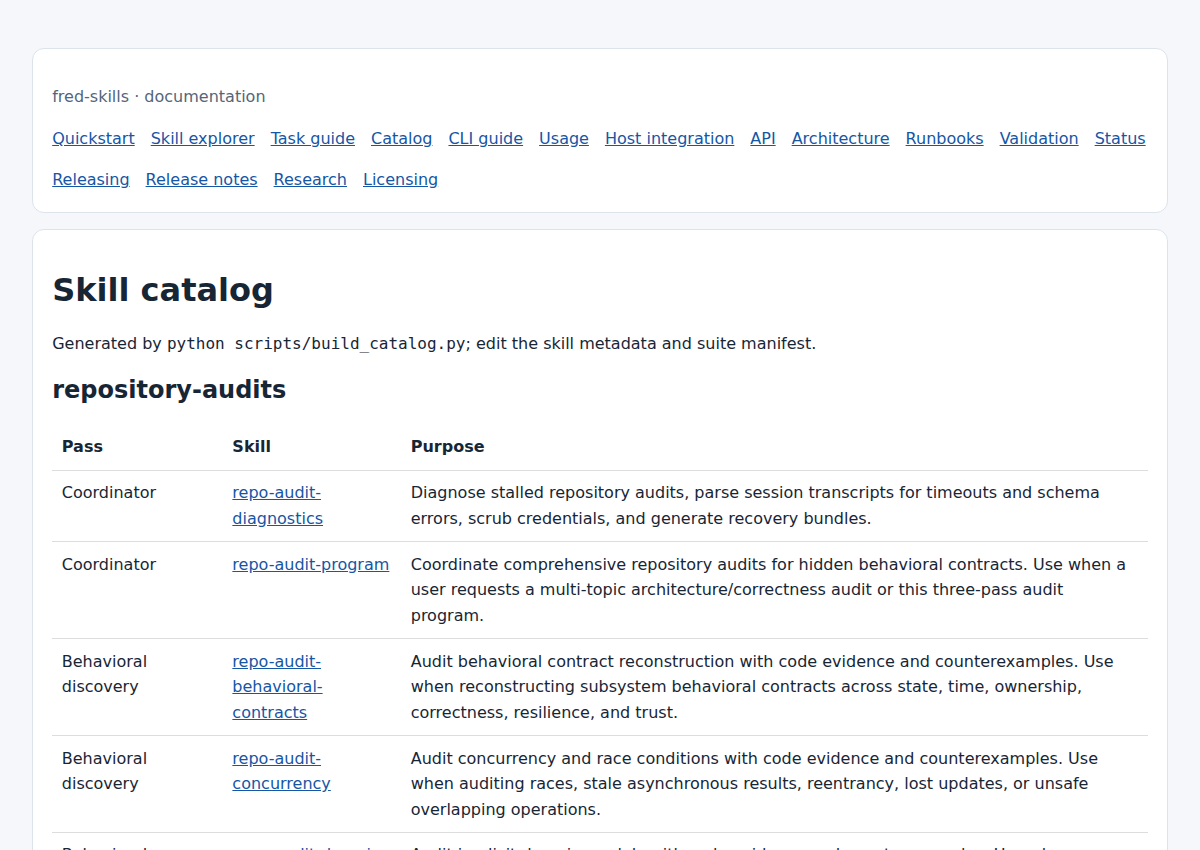 fred-skills · documentation
Quickstart Skill explorer Task guide Catalog CLI guide Usage Host integration API Architecture Runbooks Validation Status
Releasing Release notes Research Licensing
Skill catalog
Generated by python scripts/build_catalog.py; edit the skill metadata and suite manifest.
repository-audits
Pass Skill Purpose
Coordinator repo-audit- Diagnose stalled repository audits, parse session transcripts for timeouts and schema
diagnostics errors, scrub credentials, and generate recovery bundles.
Coordinator repo-audit-program Coordinate comprehensive repository audits for hidden behavioral contracts. Use when a
user requests a multi-topic architecture/correctness audit or this three-pass audit
program.
Behavioral repo-audit- Audit behavioral contract reconstruction with code evidence and counterexamples. Use
discovery behavioral- when reconstructing subsystem behavioral contracts across state, time, ownership,
contracts correctness, resilience, and trust.
Behavioral repo-audit- Audit concurrency and race conditions with code evidence and counterexamples. Use
discovery concurrency when auditing races, stale asynchronous results, reentrancy, lost updates, or unsafe
overlapping operations.